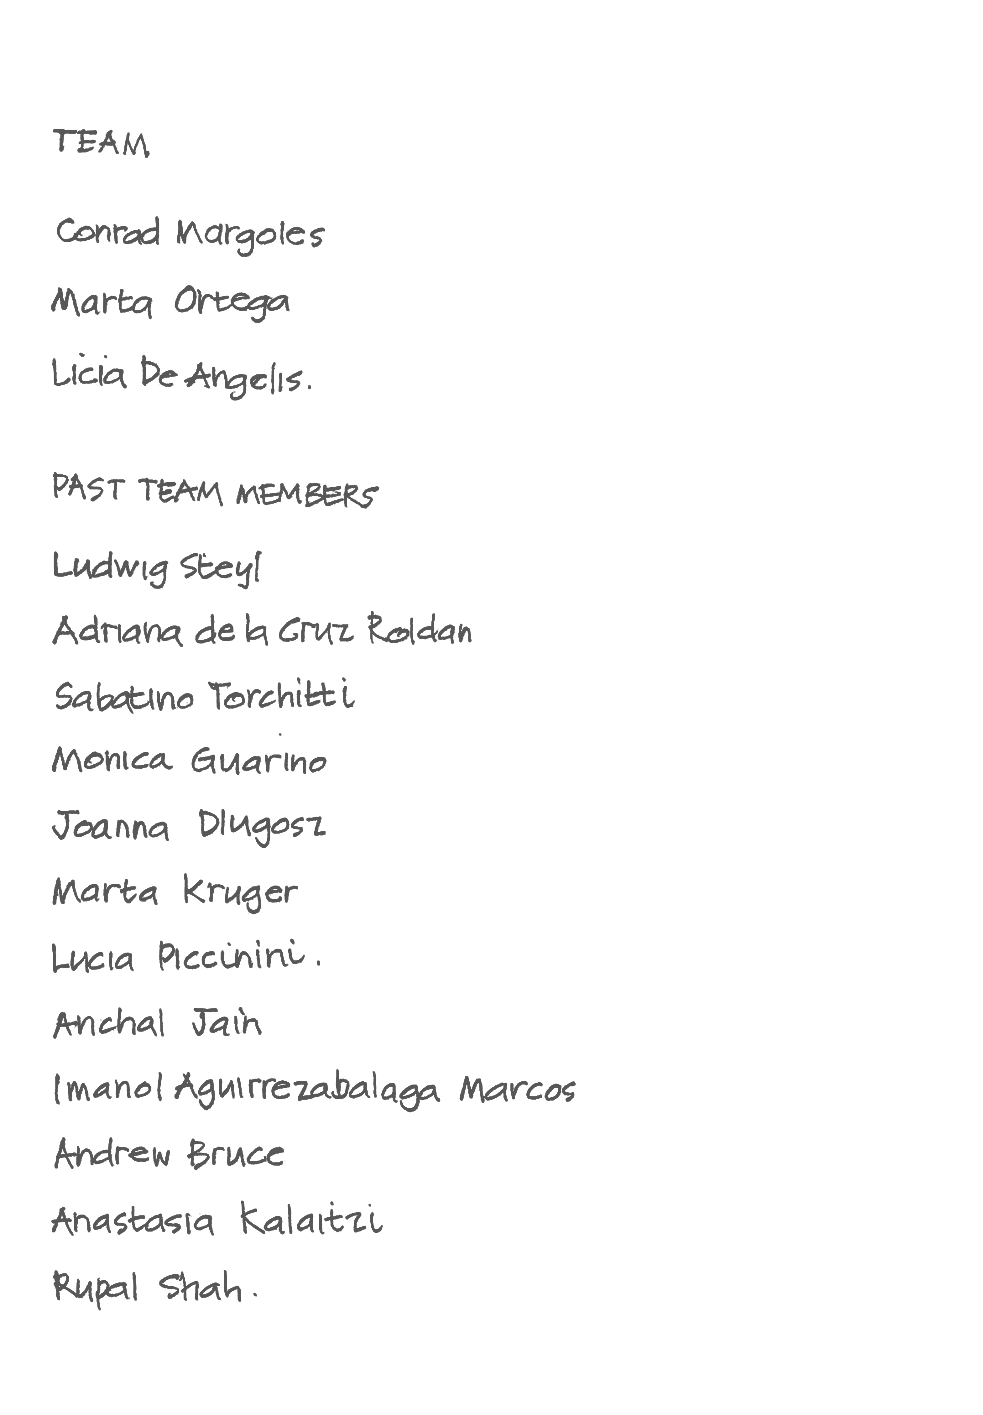 TEAM
Conrad Margoles
Marta Ortega
Licia De Angelis.
PAST TEAM MEMBERS
Ludwig Steyl
Adriana de la Cruz Roldan
Sabatino Torchitti
Monica Guarino
Joanna Dlugosz
Marta Kruger
Lucia Piccinini.
Anchal Jain
Imanol Aguirrezabalaga Marcos
Andrew Bruce
Anastasia Kalaitzi
Rupal Shah.